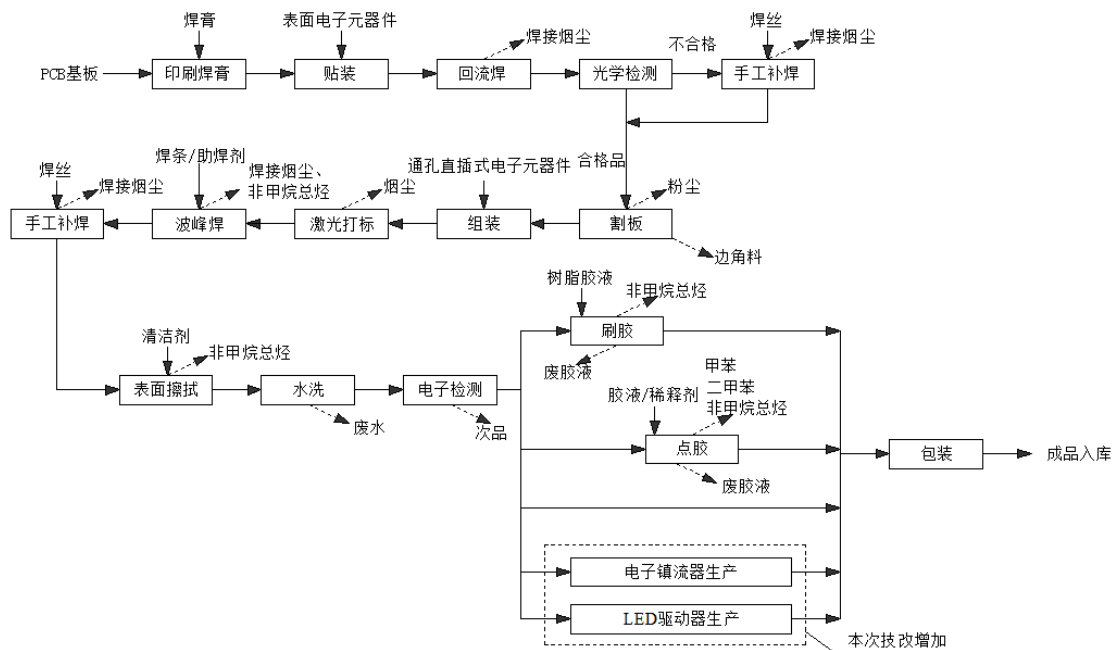 焊膏
表面电子元器件
焊接烟尘
不合格
焊丝
焊接烟尘
PCB基板
印刷焊膏
贴装
回流焊
光学检测
手工补焊
焊丝
焊接烟尘
焊条/助焊剂
焊接烟尘、
非甲烷总烃
烟尘
通孔直插式电子元器件
合格品
粉尘
手工补焊
波峰焊
激光打标
组装
割板
边角料
树脂胶液
非甲烷总烃
刷胶
废胶液
清洁剂
非甲烷总烃
表面擦拭
水洗
电子检测
废水
次品
胶液/稀释剂
甲苯
二甲苯
非甲烷总烃
点胶
废胶液
包装
成品入库
电子镇流器生产
LED驱动器生产
本次技改增加